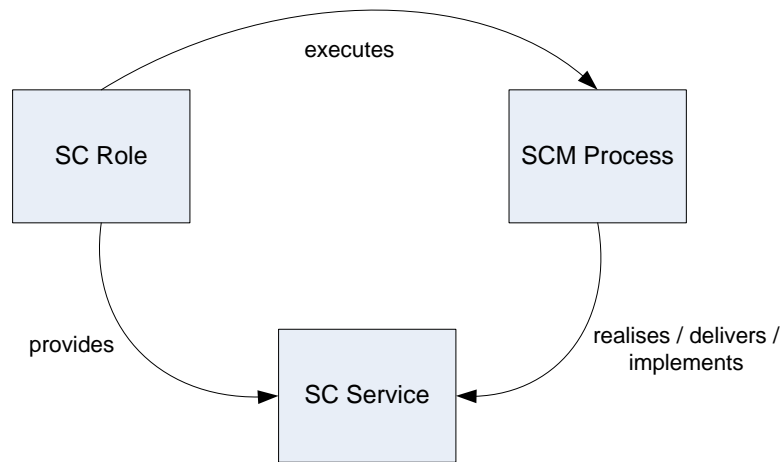 executes
SC Role
SCM Process
provides
realises / delivers /
implements
SC Service